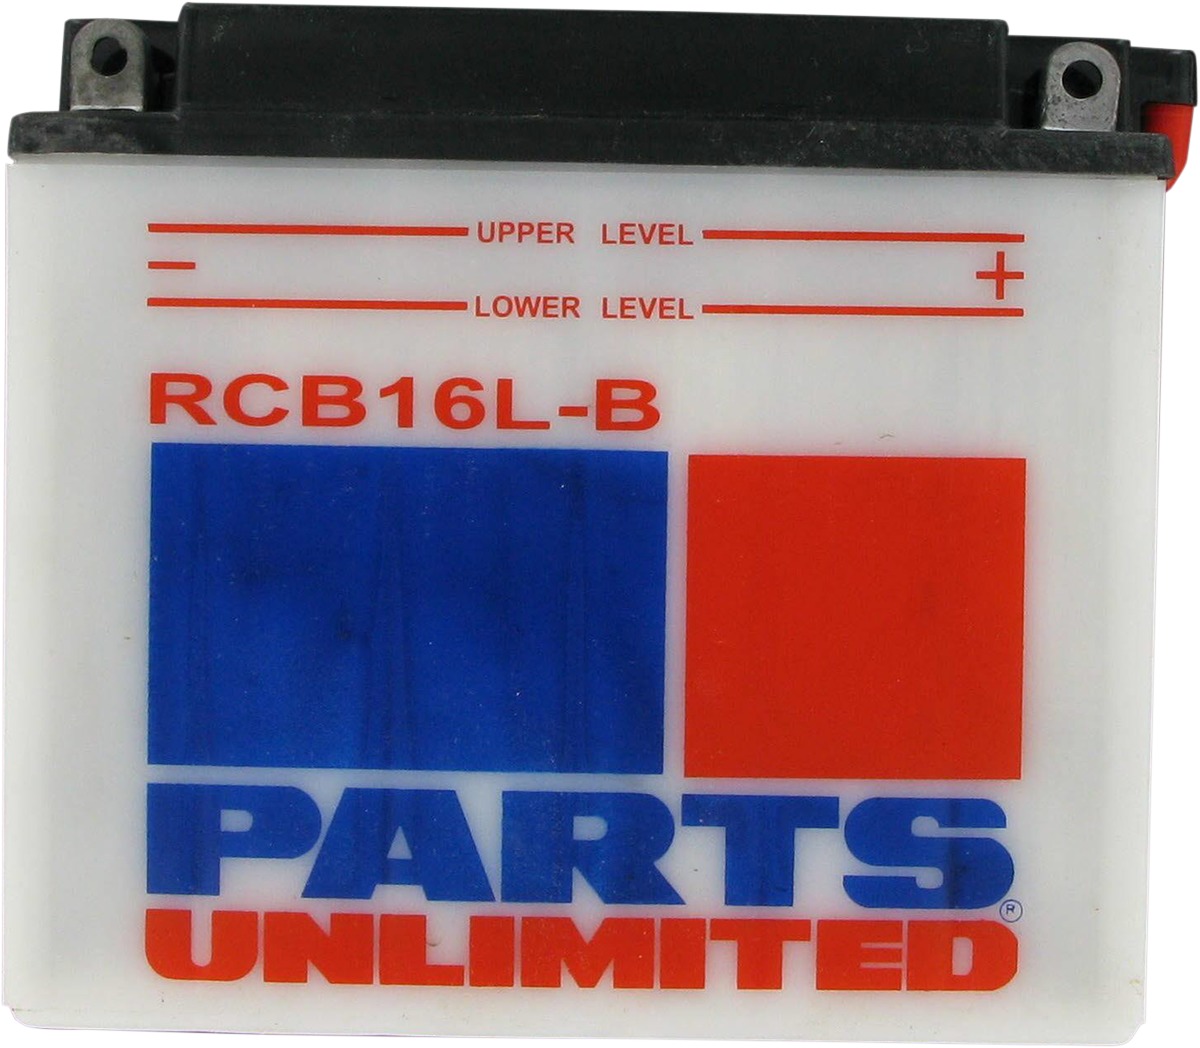 UPPER LEVEL
- +
LOWER LEVEL
RCB16L-B
PARTS
®
UNLIMITED